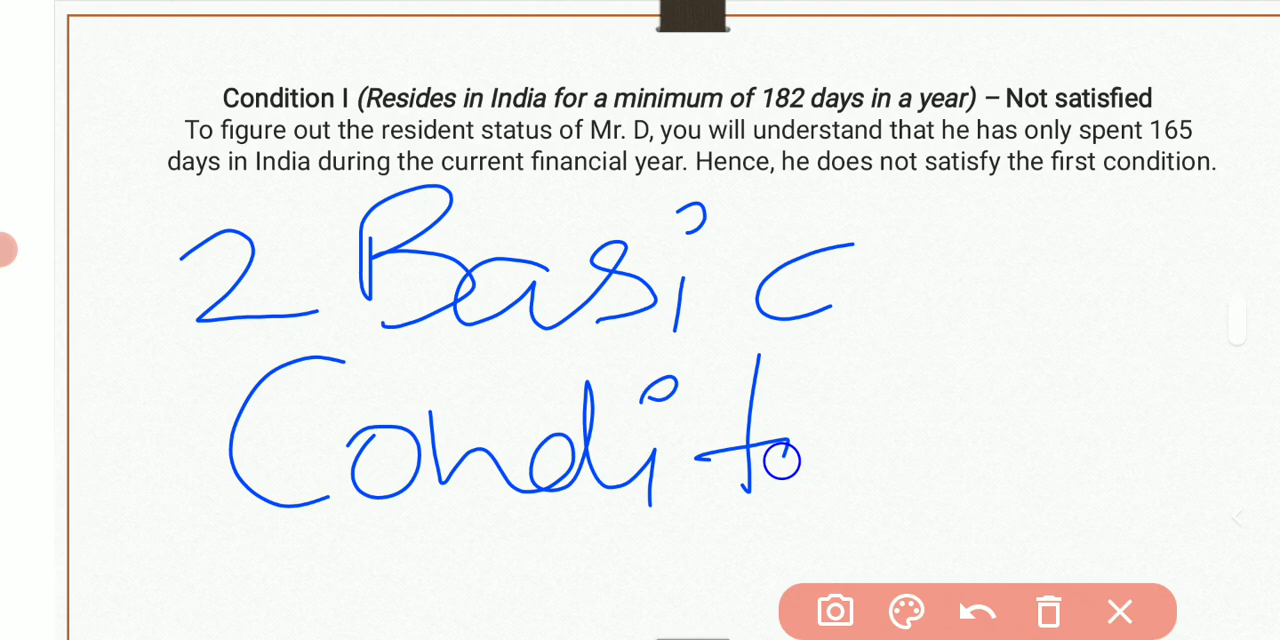 Condition I (Resides in India for a minimum of 182 days in a year) – Not satisfied
To figure out the resident status of Mr. D, you will understand that he has only spent 165
days in India during the current financial year. Hence, he does not satisfy the first condition.
2 Basic
Condit